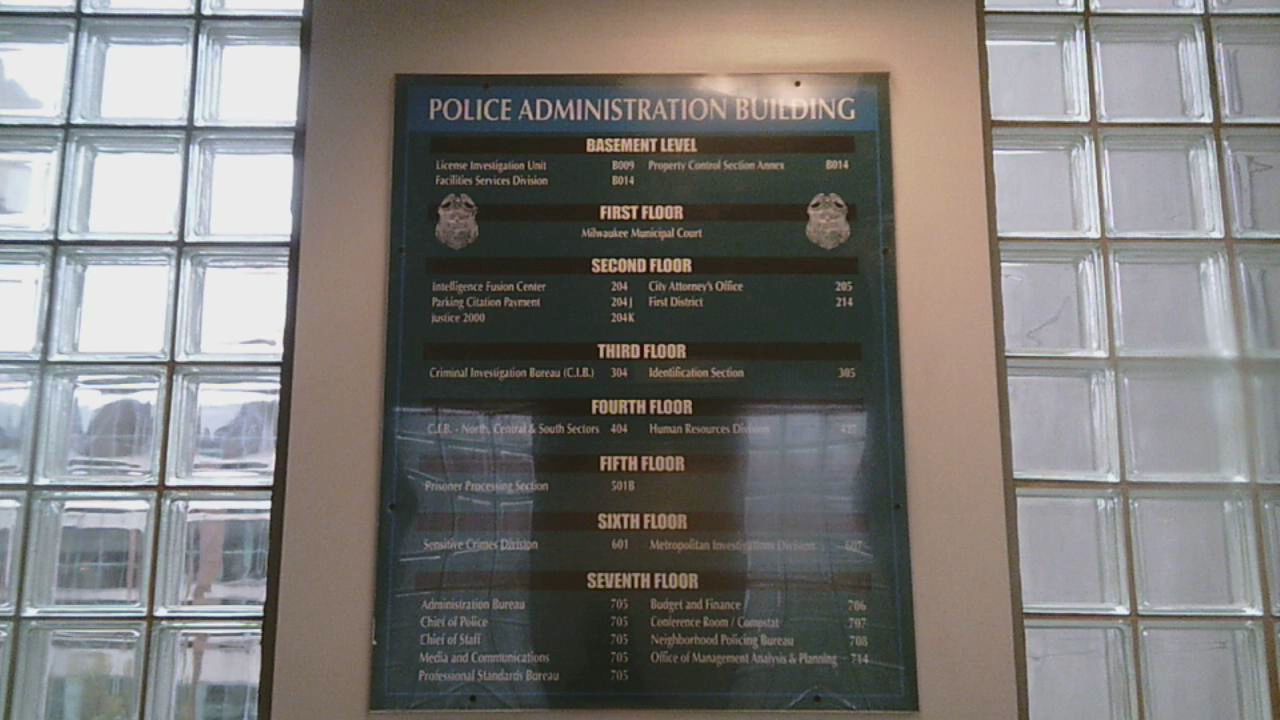 POLICE ADMINISTRATION BUILDING
BASEMENT LEVEL
License Investigation Unit B009 Property Control Section Annex B014
Facilities Services Division B014
FIRST FLOOR
Milwaukee Municipal Court
SECOND FLOOR
Intelligence Fusion Center 204 City Attorney's Office 205
Parking Citation Payment 204J First District 214
Justice 2000 204K
THIRD FLOOR
Criminal Investigation Bureau (C.I.B.) 304 Identification Section 305
FOURTH FLOOR
C.I.B. - North, Central & South Sectors 404 Human Resources Division
FIFTH FLOOR
Prisoner Processing Section 501B
SIXTH FLOOR
Sensitive Crimes Division 601 Metropolitan Investigations Division 607
SEVENTH FLOOR
Administration Bureau 705 Budget and Finance 706
Chief of Police 705 Conference Room / Compstat 707
Chief of Staff 705 Neighborhood Policing Bureau 708
Media and Communications 705 Office of Management Analysis & Planning 714
Professional Standards Bureau 705